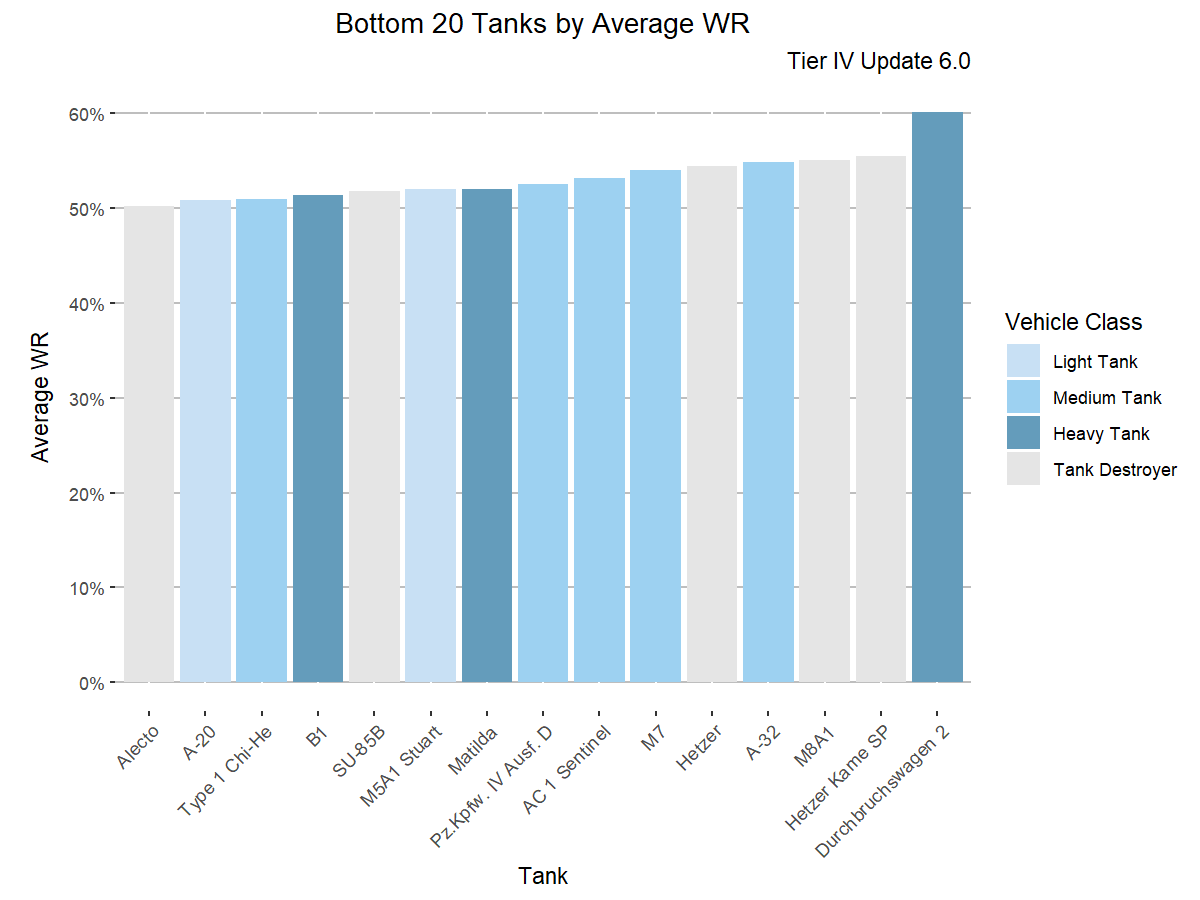 Bottom 20 Tanks by Average WR
Tier IV Update 6.0
60%
50%
40%
30%
20%
10%
0%
Average WR
Alecto
A-20
Type 1 Chi-He
B1
SU-85B
M5A1 Stuart
Matilda
Pz.Kpfw. IV Ausf. D
AC 1 Sentinel
M7
Hetzer
A-32
M8A1
Hetzer Kame SP
Durchbruchswagen 2
Tank
Vehicle Class
Light Tank
Medium Tank
Heavy Tank
Tank Destroyer